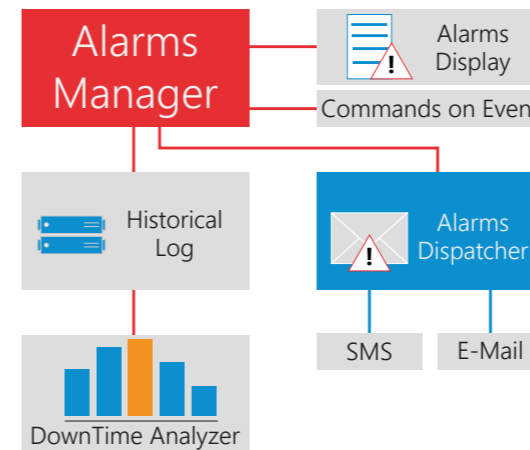 Alarms
Manager
Alarms
Display
Commands on Even
Historical
Log
!
Alarms
Dispatcher
!
SMS
E-Mail
DownTime Analyzer